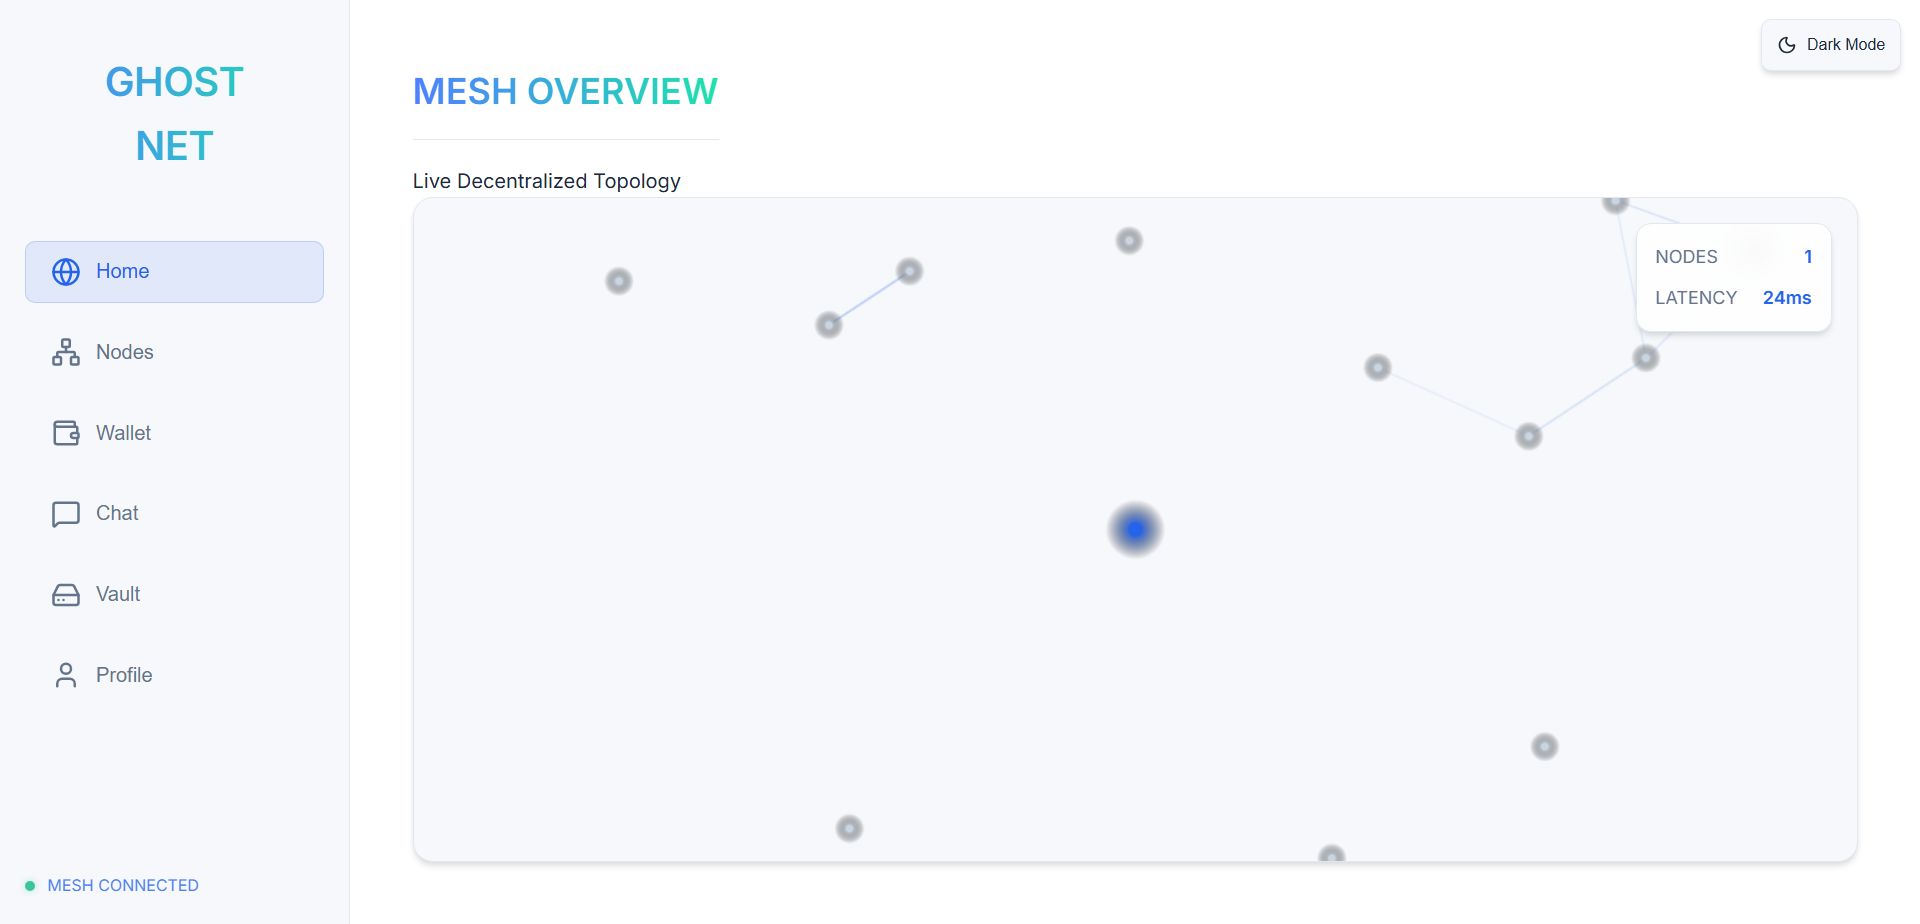 GHOST
NET
Home
Nodes
Wallet
Chat
Vault
Profile
MESH CONNECTED
Dark Mode
MESH OVERVIEW
Live Decentralized Topology
NODES 1
LATENCY 24ms